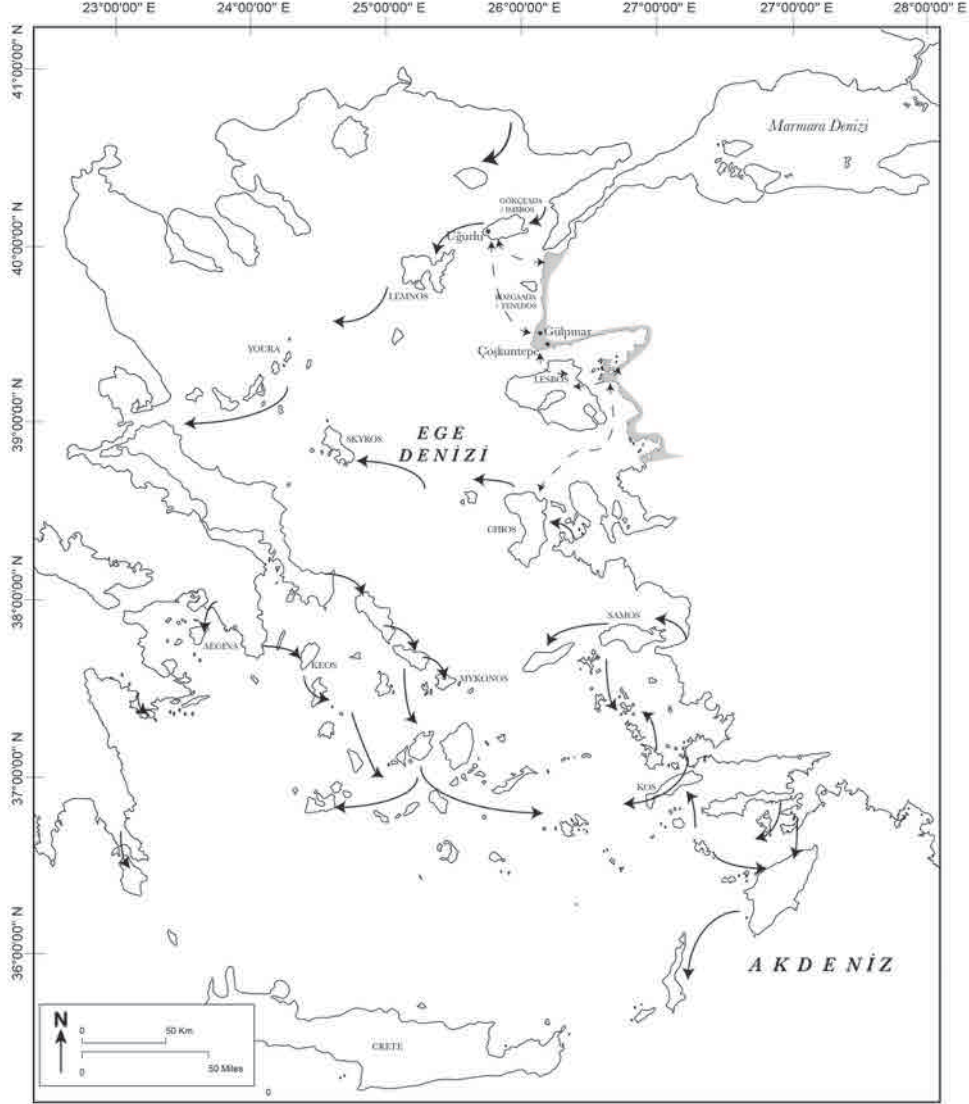 23°00'00" E
24°00'00" E
25°00'00" E
26°00'00" E
27°00'00" E
27°00'00" E
28°00'00" E
41°00'00" N
40°00'00" N
39°00'00" N
38°00'00" N
37°00'00" N
36°00'00" N
Marmara Denizi
GÖKÇEADA
/ IMBROS
Uğurlu
LEMNOS
BOZCAADA
/ TENEDOS
Gülpınar
Çoşkuntepe
YOURA
LESBOS
SKYROS
EGE
DENİZİ
CHIOS
SAMOS
AEGINA
KEOS
MYKONOS
KOS
AKDENİZ
CRETE
N
0 50 Km
0 50 Miles